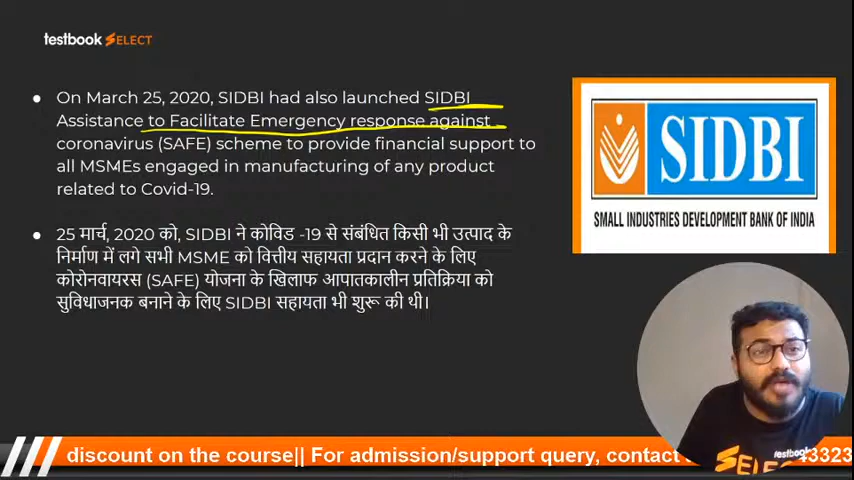 testbook SELECT
On March 25, 2020, SIDBI had also launched SIDBI
Assistance to Facilitate Emergency response against
coronavirus (SAFE) scheme to provide financial support to
all MSMEs engaged in manufacturing of any product
related to Covid-19.
25 मार्च, 2020 को, SIDBI ने कोविड -19 से संबंधित किसी भी उत्पाद के
निर्माण में लगे सभी MSME को वित्तीय सहायता प्रदान करने के लिए
कोरोनवायरस (SAFE) योजना के खिलाफ आपातकालीन प्रतिक्रिया को
सुविधाजनक बनाने के लिए SIDBI सहायता भी शुरू की थी।
SIDBI
SMALL INDUSTRIES DEVELOPMENT BANK OF INDIA
testbook
discount on the course|| For admission/support query, contact